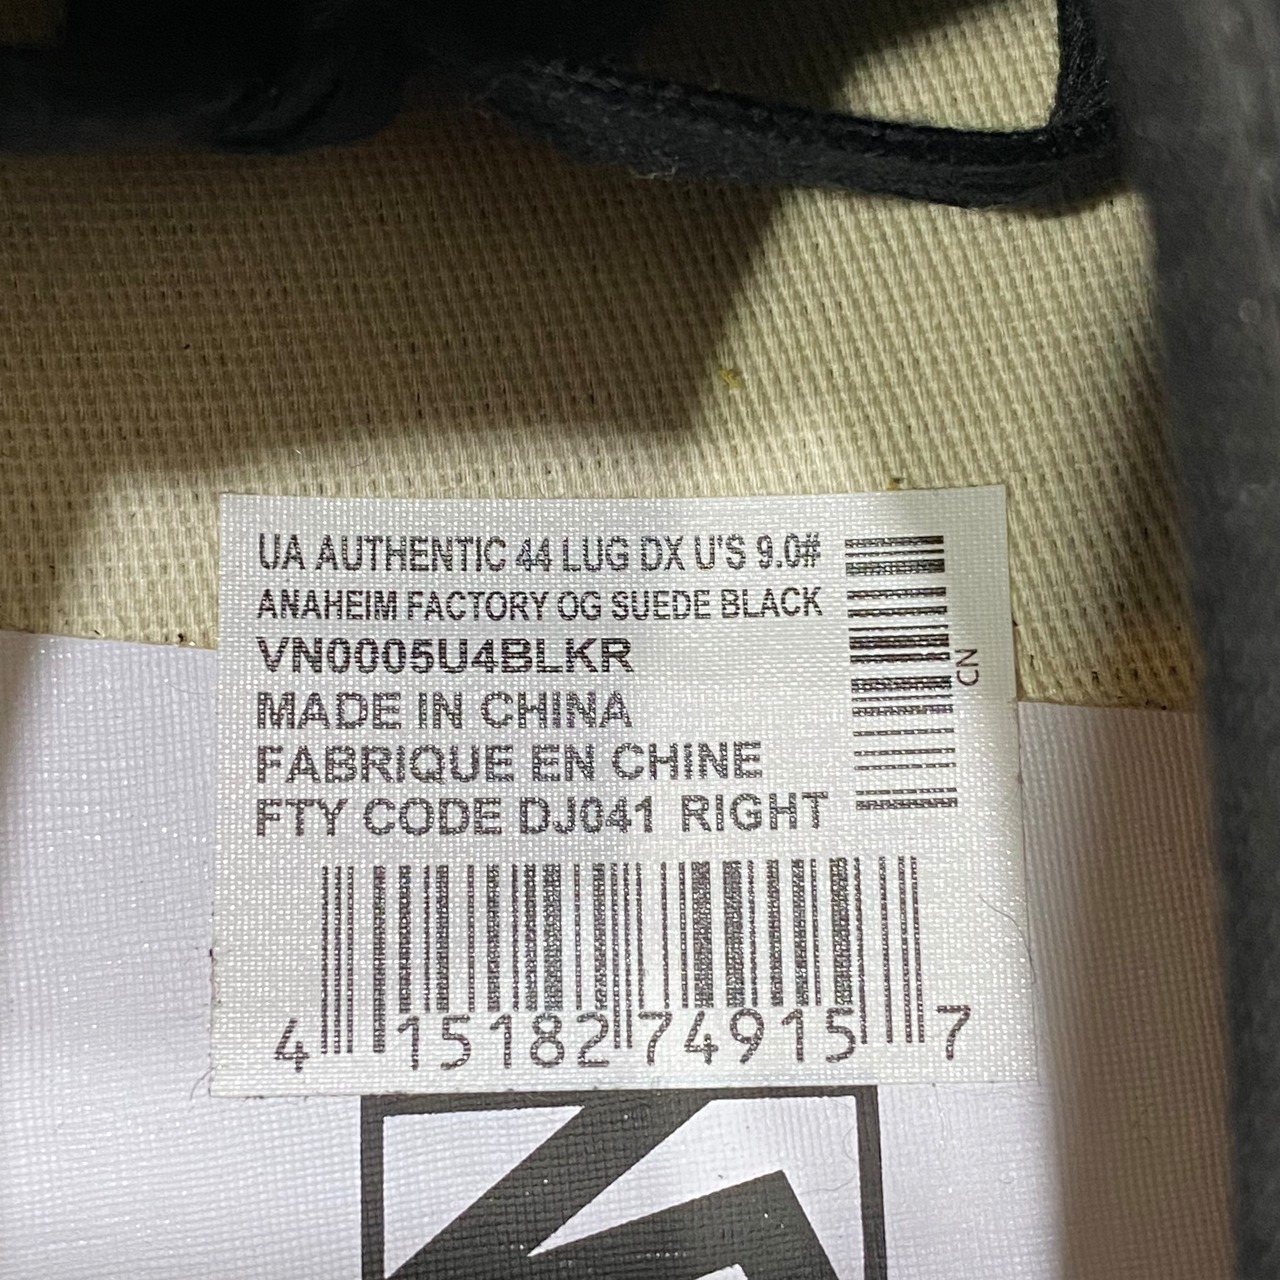 UA AUTHENTIC 44 LUG DX U'S 9.0#
ANAHEIM FACTORY OG SUEDE BLACK
VN0005U4BLKR
MADE IN CHINA
FABRIQUE EN CHINE
FTY CODE DJ041 RIGHT
CN
4 15182 74915 7